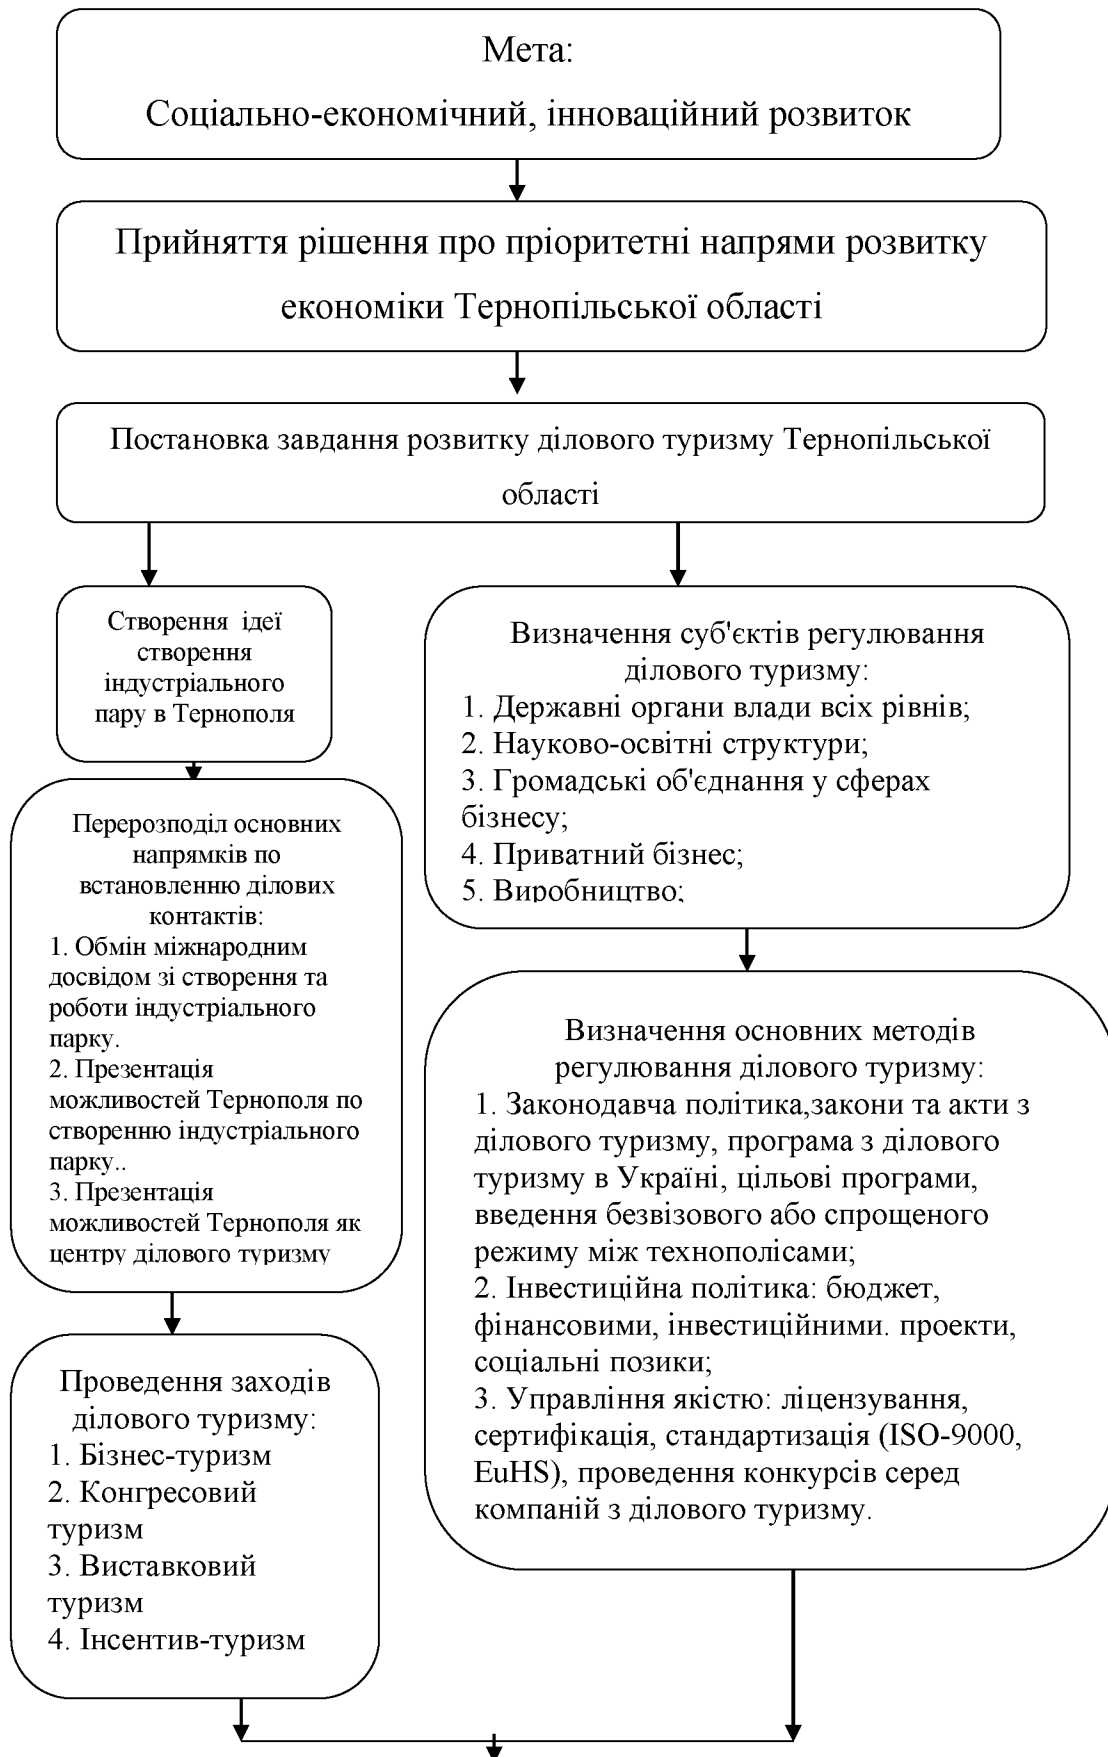 Мета:
Соціально-економічний, інноваційний розвиток
Прийняття рішення про пріоритетні напрями розвитку
економіки Тернопільської області
Постановка завдання розвитку ділового туризму Тернопільської
області
Створення ідеї
створення
індустріального
пару в Тернополя
Перерозподіл основних
напрямків по
встановленню ділових
контактів:
1. Обмін міжнародним
досвідом зі створення та
роботи індустріального
парку.
2. Презентація
можливостей Тернополя по
створенню індустріального
парку..
3. Презентація
можливостей Тернополя як
центру ділового туризму
Проведення заходів
ділового туризму:
1. Бізнес-туризм
2. Конгресовий
туризм
3. Виставковий
туризм
4. Інсентив-туризм
Визначення суб'єктів регулювання
ділового туризму:
1. Державні органи влади всіх рівнів;
2. Науково-освітні структури;
3. Громадські об'єднання у сферах
бізнесу;
4. Приватний бізнес;
5. Виробництво;
Визначення основних методів
регулювання ділового туризму:
1. Законодавча політика,закони та акти з
ділового туризму, програма з ділового
туризму в Україні, цільові програми,
введення безвізового або спрощеного
режиму між технополісами;
2. Інвестиційна політика: бюджет,
фінансовими, інвестиційними. проекти,
соціальні позики;
3. Управління якістю: ліцензування,
сертифікація, стандартизація (ISO-9000,
EuHS), проведення конкурсів серед
компаній з ділового туризму.